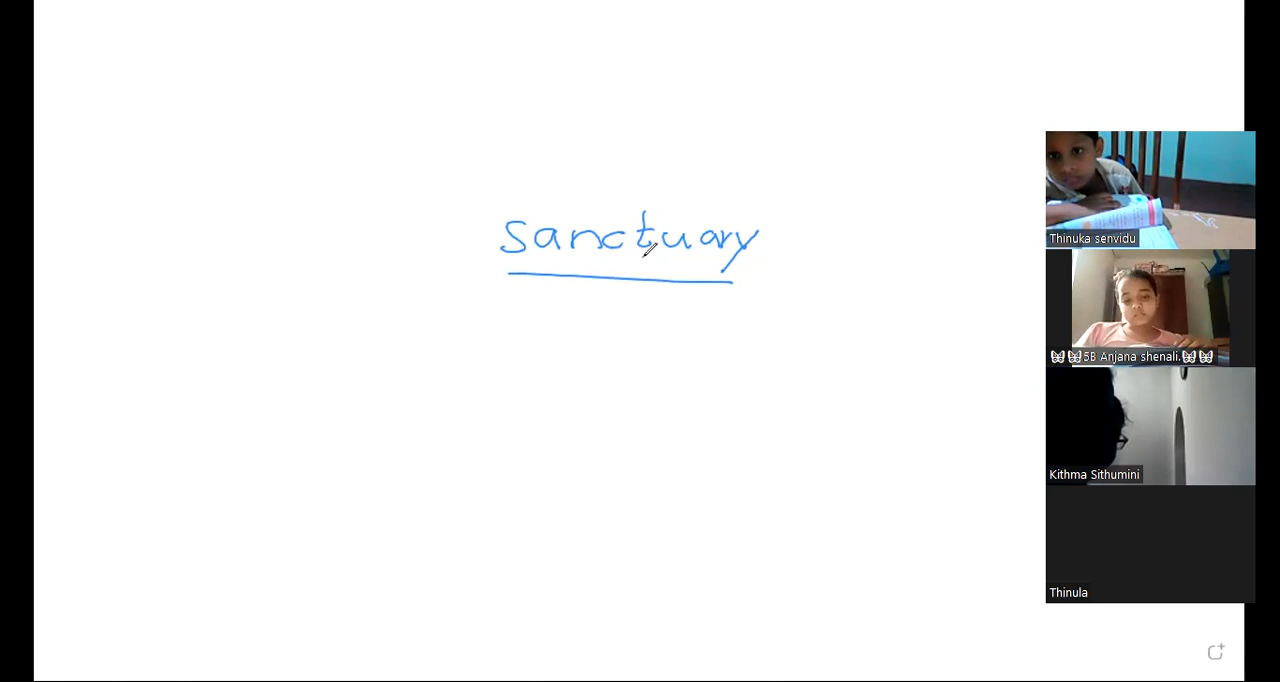 sanctuary
Thinuka senvidu
5B Anjana shenali.
Kithma Sithumini
Thinula